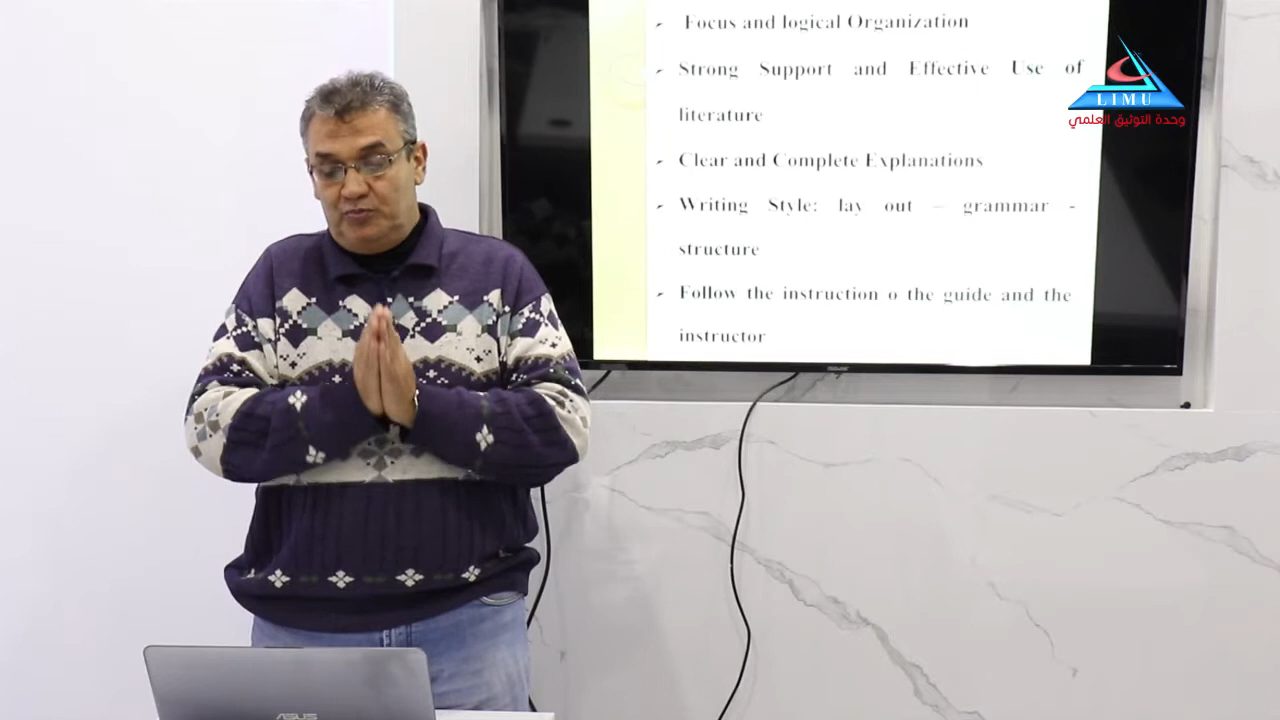 Focus and logical Organization
Strong Support and Effective Use of
literature
Clear and Complete Explanations
Writing Style: lay out – grammar -
structure
Follow the instruction o the guide and the
instructor
LIMU
وحدة التوثيق العلمي
ASUS